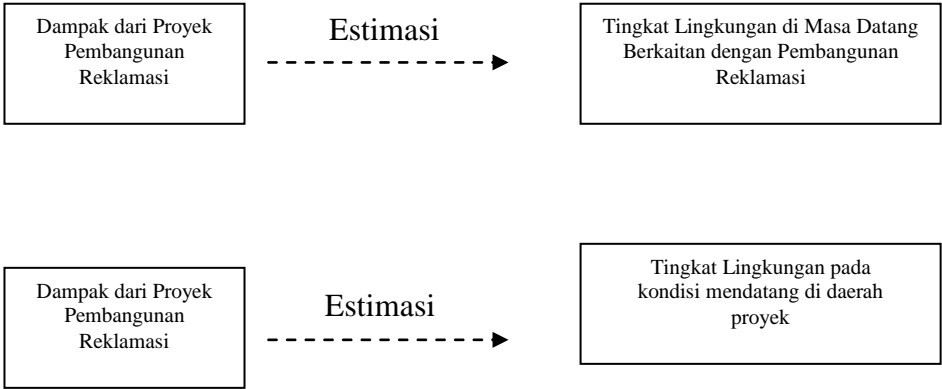 Dampak dari Proyek
Pembangunan
Reklamasi
Estimasi
Tingkat Lingkungan di Masa Datang
Berkaitan dengan Pembangunan
Reklamasi
Dampak dari Proyek
Pembangunan
Reklamasi
Estimasi
Tingkat Lingkungan pada
kondisi mendatang di daerah
proyek